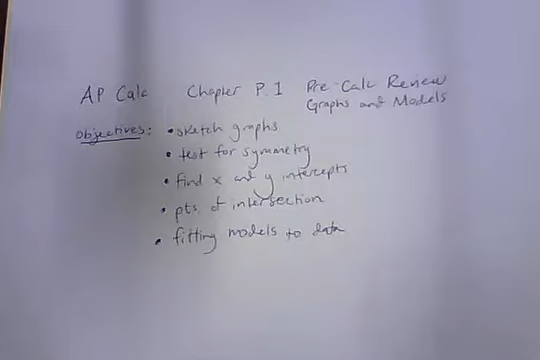 AP Calc Chapter P.1 Pre-Calc Review
Graphs and Models
Objectives: • sketch graphs
• test for symmetry
• find x and y intercepts
• pts. of intersection
• fitting models to data